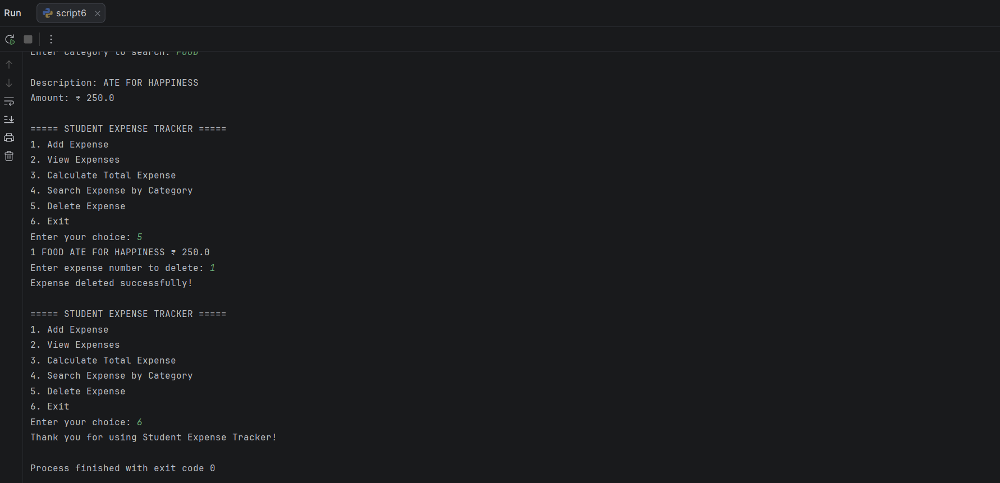 Run
script6
Enter category to search: FOOD
Description: ATE FOR HAPPINESS
Amount: ₹ 250.0
===== STUDENT EXPENSE TRACKER =====
1. Add Expense
2. View Expenses
3. Calculate Total Expense
4. Search Expense by Category
5. Delete Expense
6. Exit
Enter your choice: 5
1 FOOD ATE FOR HAPPINESS ₹ 250.0
Enter expense number to delete: 1
Expense deleted successfully!
===== STUDENT EXPENSE TRACKER =====
1. Add Expense
2. View Expenses
3. Calculate Total Expense
4. Search Expense by Category
5. Delete Expense
6. Exit
Enter your choice: 6
Thank you for using Student Expense Tracker!
Process finished with exit code 0